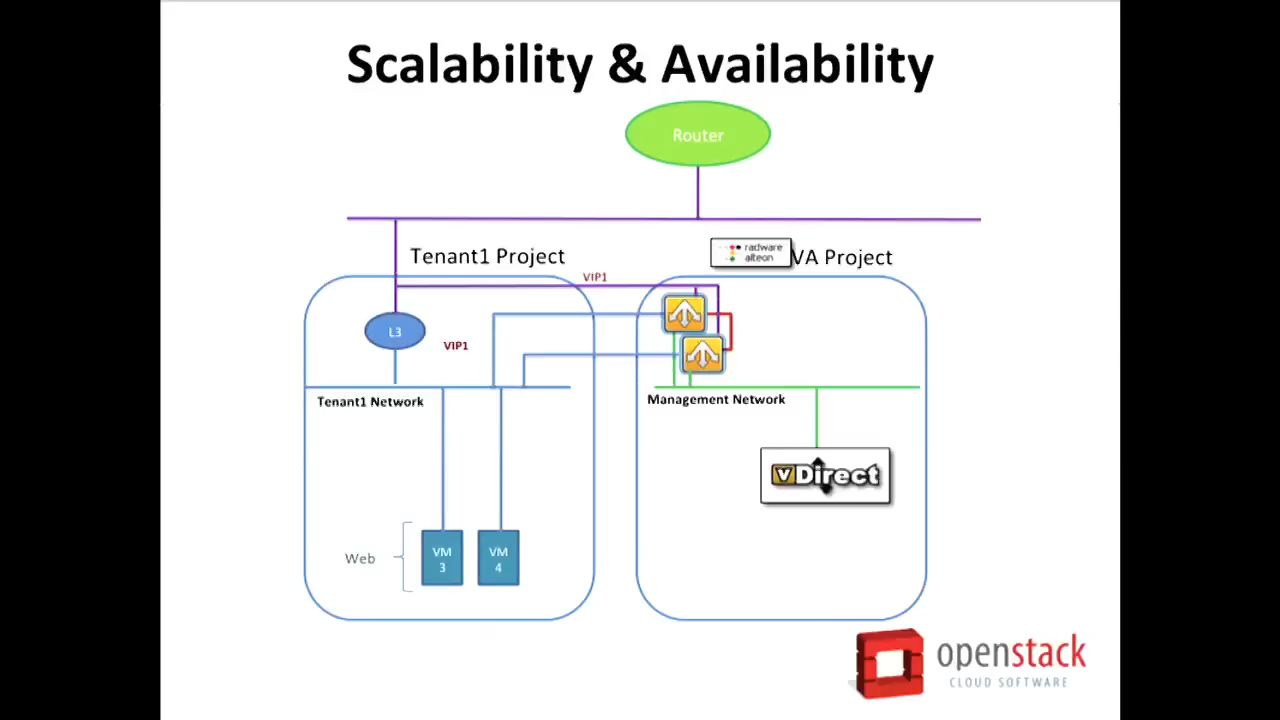 Scalability & Availability
Router
Tenant1 Project
radware
alteon
VA Project
VIP1
L3
VIP1
Tenant1 Network
Management Network
vDirect
Web
VM
3
VM
4
openstack
CLOUD SOFTWARE